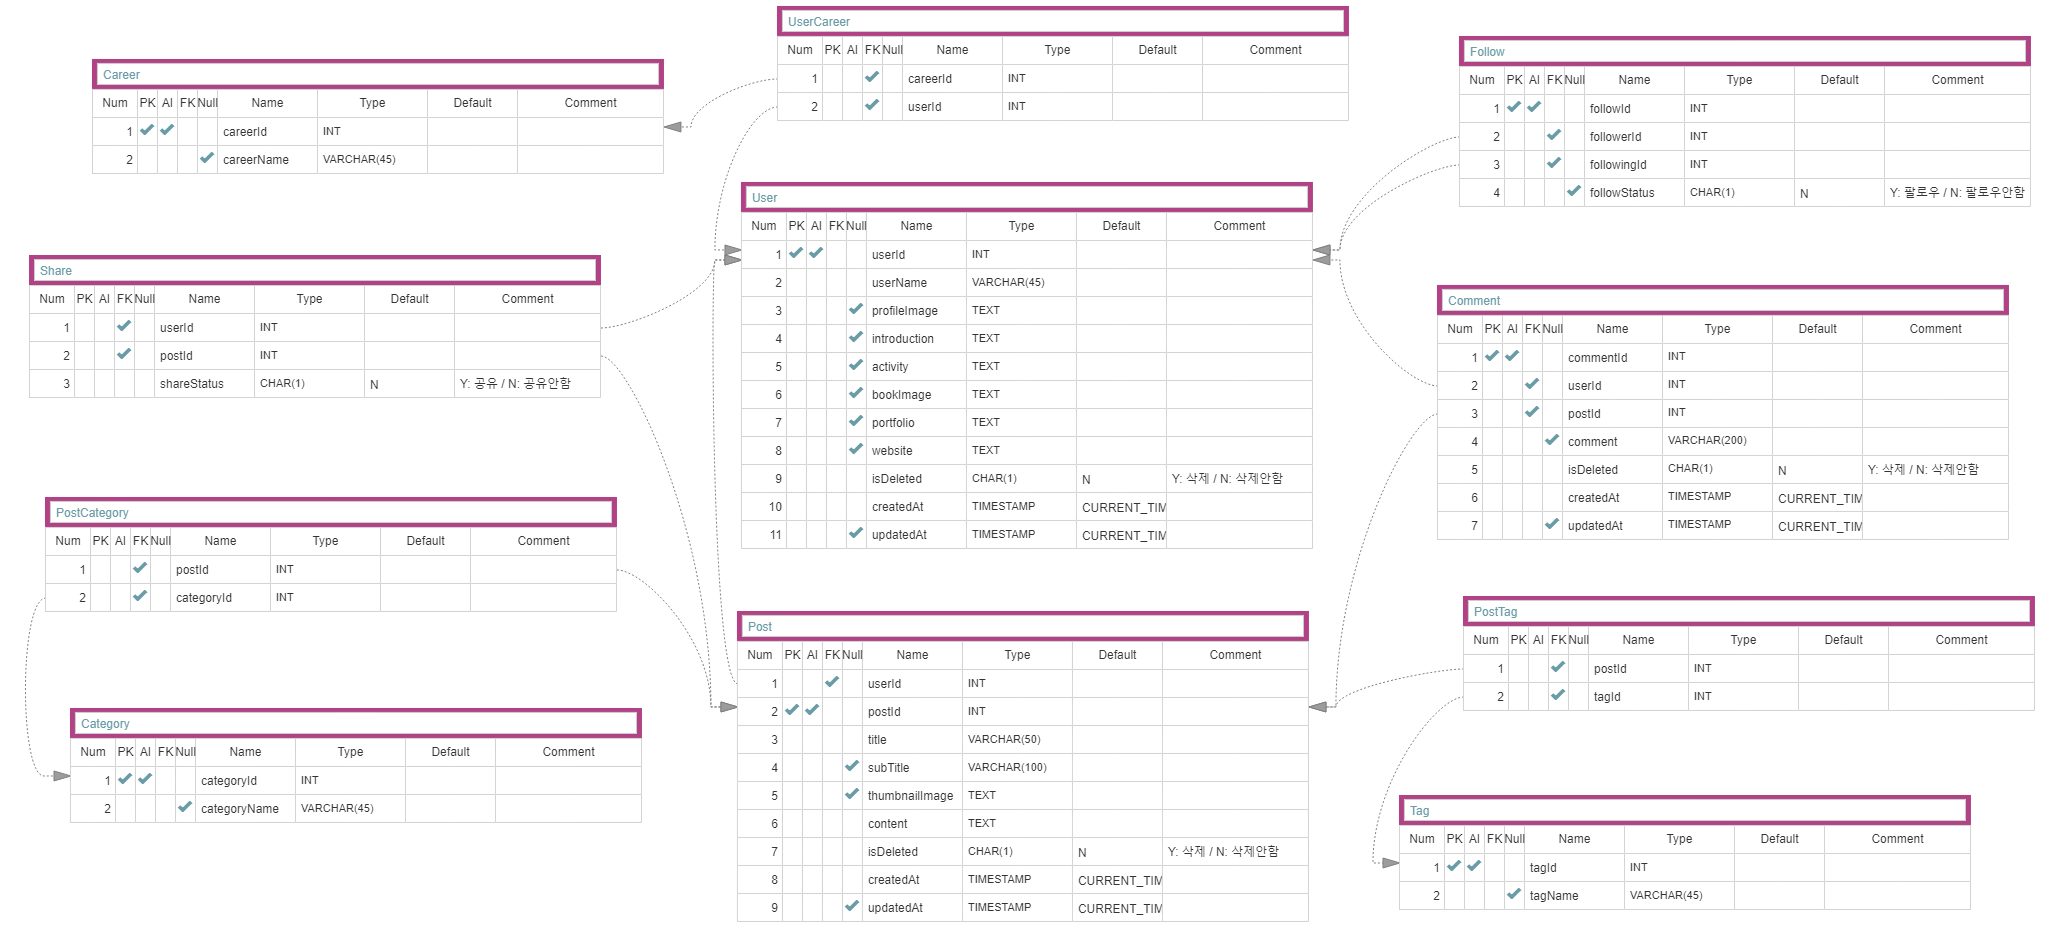 UserCareer
Num PK AI FK Null Name Type Default Comment
1 careerId INT
2 userId INT
Career
Num PK AI FK Null Name Type Default Comment
1 careerId INT
2 careerName VARCHAR(45)
Follow
Num PK AI FK Null Name Type Default Comment
1 followId INT
2 followerId INT
3 followingId INT
4 followStatus CHAR(1) N Y: 팔로우 / N: 팔로우안함
User
Num PK AI FK Null Name Type Default Comment
1 userId INT
2 userName VARCHAR(45)
3 profileImage TEXT
4 introduction TEXT
5 activity TEXT
6 bookImage TEXT
7 portfolio TEXT
8 website TEXT
9 isDeleted CHAR(1) N Y: 삭제 / N: 삭제안함
10 createdAt TIMESTAMP CURRENT_TIM
11 updatedAt TIMESTAMP CURRENT_TIM
Share
Num PK AI FK Null Name Type Default Comment
1 userId INT
2 postId INT
3 shareStatus CHAR(1) N Y: 공유 / N: 공유안함
Comment
Num PK AI FK Null Name Type Default Comment
1 commentId INT
2 userId INT
3 postId INT
4 comment VARCHAR(200)
5 isDeleted CHAR(1) N Y: 삭제 / N: 삭제안함
6 createdAt TIMESTAMP CURRENT_TIM
7 updatedAt TIMESTAMP CURRENT_TIM
PostCategory
Num PK AI FK Null Name Type Default Comment
1 postId INT
2 categoryId INT
Post
Num PK AI FK Null Name Type Default Comment
1 userId INT
2 postId INT
3 title VARCHAR(50)
4 subTitle VARCHAR(100)
5 thumbnailImage TEXT
6 content TEXT
7 isDeleted CHAR(1) N Y: 삭제 / N: 삭제안함
8 createdAt TIMESTAMP CURRENT_TIM
9 updatedAt TIMESTAMP CURRENT_TIM
PostTag
Num PK AI FK Null Name Type Default Comment
1 postId INT
2 tagId INT
Category
Num PK AI FK Null Name Type Default Comment
1 categoryId INT
2 categoryName VARCHAR(45)
Tag
Num PK AI FK Null Name Type Default Comment
1 tagId INT
2 tagName VARCHAR(45)